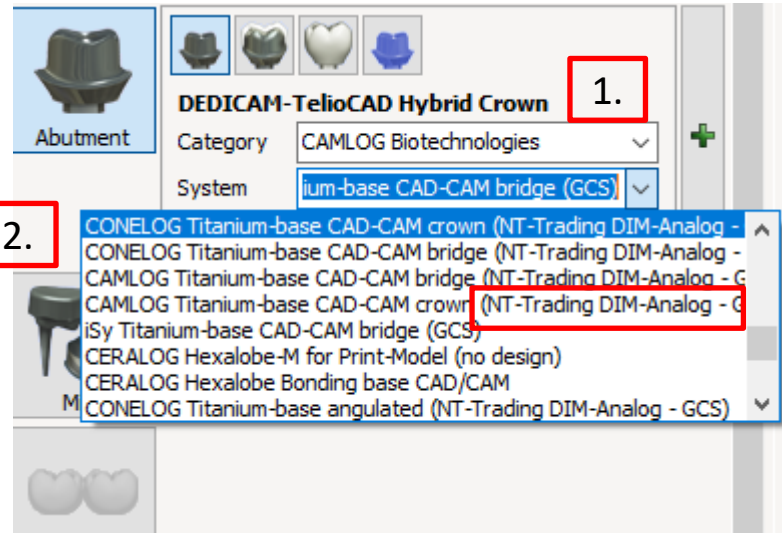 1.
DEDICAM-TelioCAD Hybrid Crown
Abutment
Category CAMLOG Biotechnologies
System ium-base CAD-CAM bridge (GCS)
2.
CONELOG Titanium-base CAD-CAM crown (NT-Trading DIM-Analog -
CONELOG Titanium-base CAD-CAM bridge (NT-Trading DIM-Analog -
CAMLOG Titanium-base CAD-CAM bridge (NT-Trading DIM-Analog - G
CAMLOG Titanium-base CAD-CAM crown (NT-Trading DIM-Analog - G
iSy Titanium-base CAD-CAM bridge (GCS)
CERALOG Hexalobe-M for Print-Model (no design)
CERALOG Hexalobe Bonding base CAD/CAM
M
CONELOG Titanium-base angulated (NT-Trading DIM-Analog - GCS)